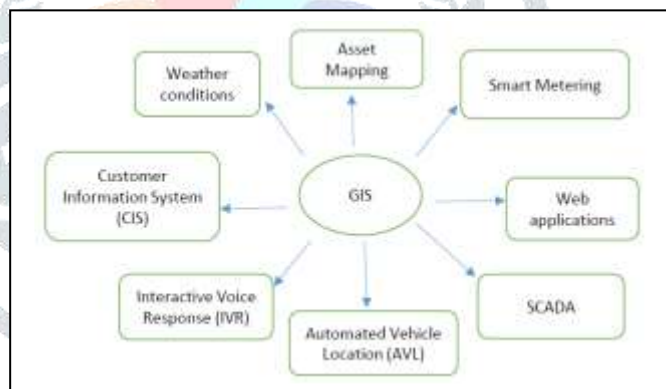 Asset
Mapping
Weather
conditions
Smart Metering
Customer
Information System
(CIS)
GIS
Web
applications
Interactive Voice
Response (IVR)
Automated Vehicle
Location (AVL)
SCADA